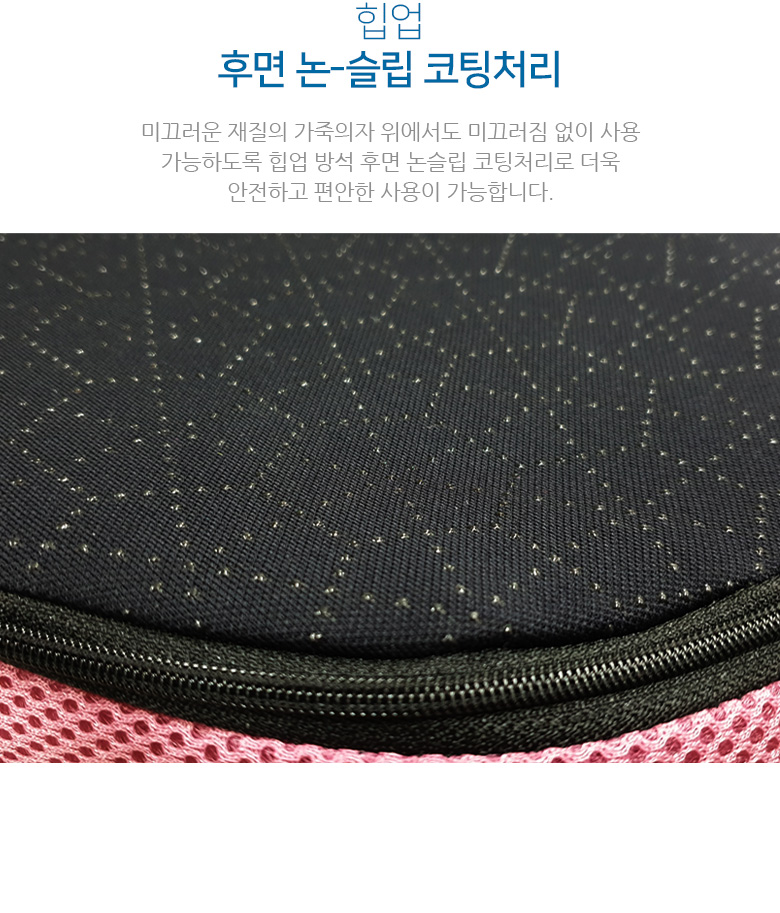 힙업
후면 논-슬립 코팅처리
미끄러운 재질의 가죽의자 위에서도 미끄러짐 없이 사용
가능하도록 힙업 방석 후면 논슬립 코팅처리로 더욱
안전하고 편안한 사용이 가능합니다.